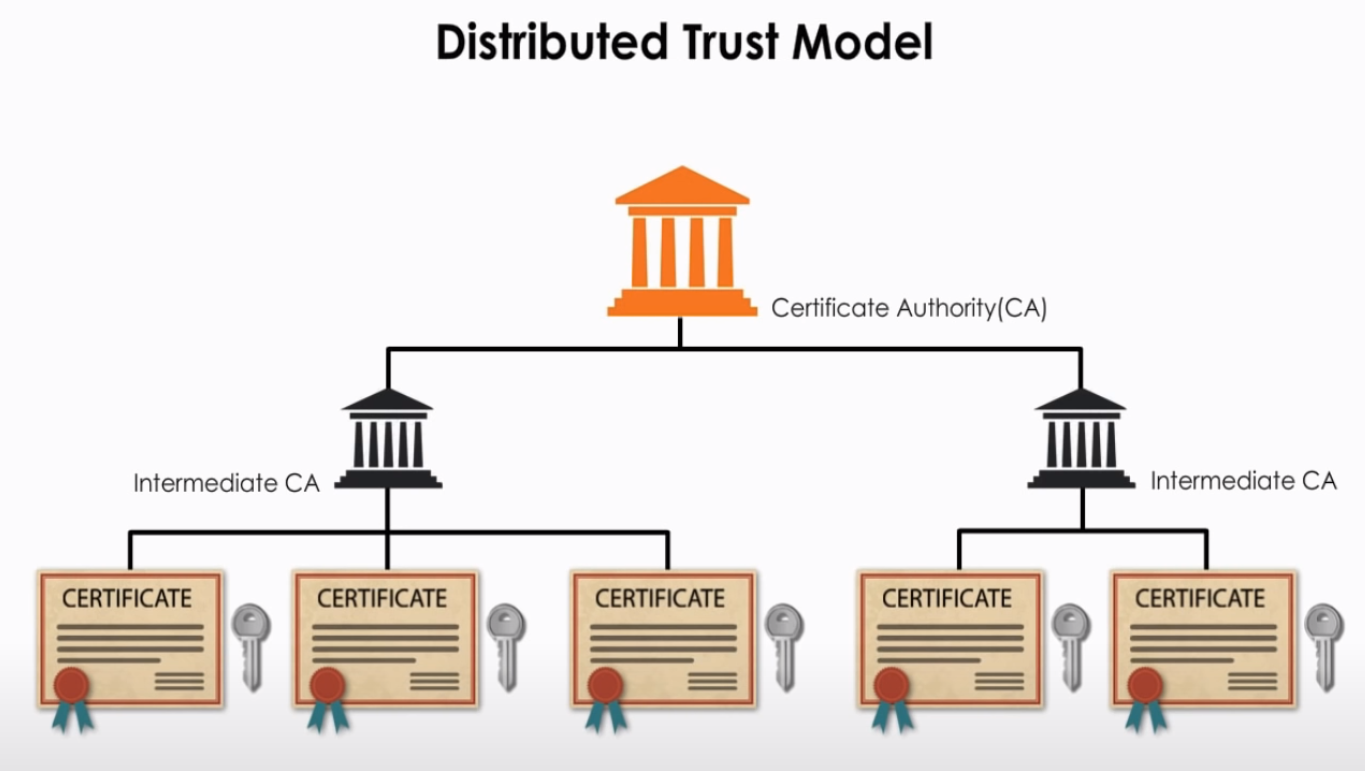 Distributed Trust Model
Certificate Authority(CA)
Intermediate CA
Intermediate CA
CERTIFICATE
CERTIFICATE
CERTIFICATE
CERTIFICATE
CERTIFICATE